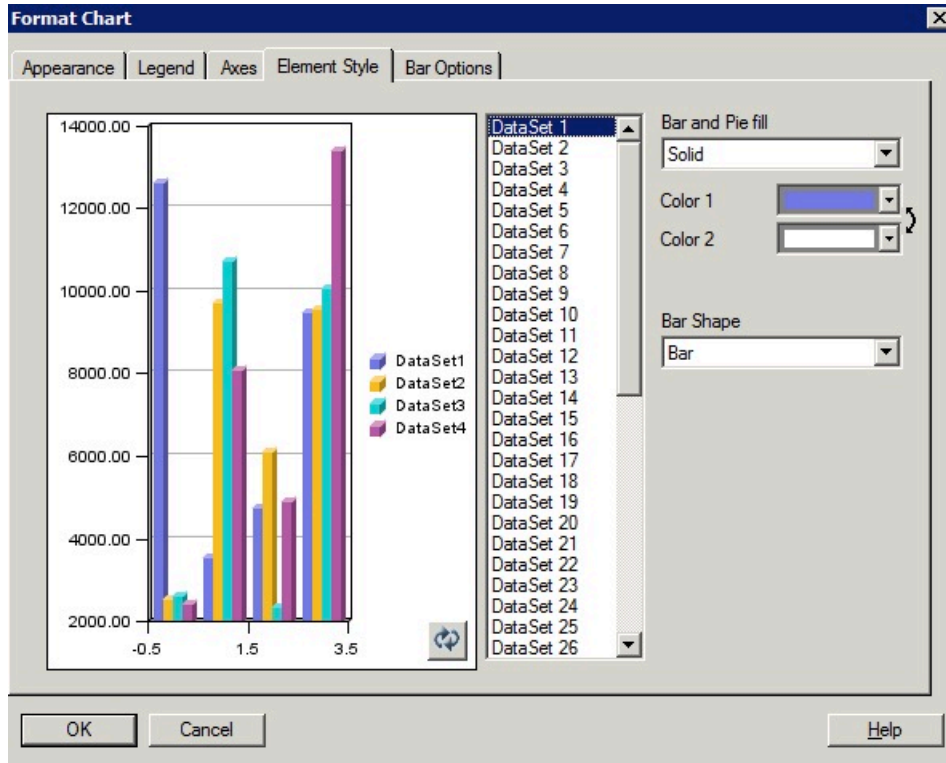 Format Chart
Appearance Legend Axes Element Style Bar Options
14000.00
12000.00
10000.00
8000.00
6000.00
4000.00
2000.00
-0.5 1.5 3.5
DataSet1
DataSet2
DataSet3
DataSet4
DataSet 1
DataSet 2
DataSet 3
DataSet 4
DataSet 5
DataSet 6
DataSet 7
DataSet 8
DataSet 9
DataSet 10
DataSet 11
DataSet 12
DataSet 13
DataSet 14
DataSet 15
DataSet 16
DataSet 17
DataSet 18
DataSet 19
DataSet 20
DataSet 21
DataSet 22
DataSet 23
DataSet 24
DataSet 25
DataSet 26
Bar and Pie fill
Solid
Color 1
Color 2
Bar Shape
Bar
OK Cancel Help